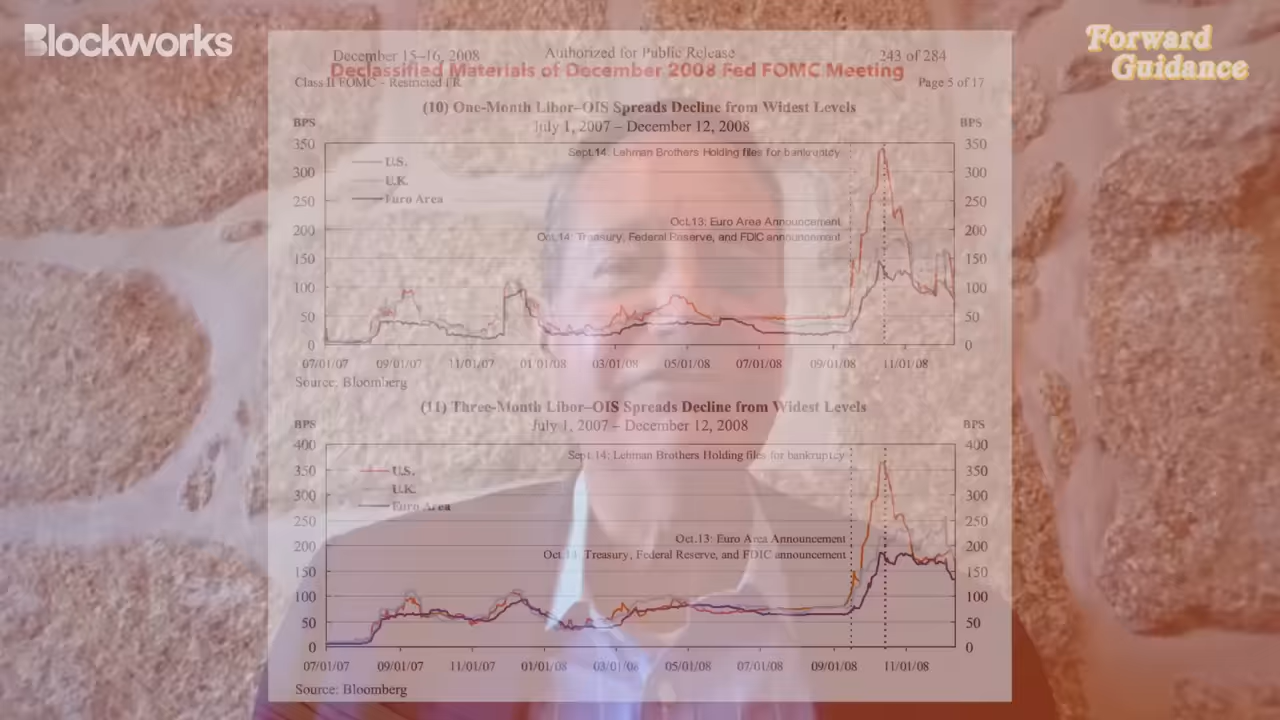 Blockworks
Forward
Guidance
December 15–16, 2008 Authorized for Public Release 243 of 284
Declassified Materials of December 2008 Fed FOMC Meeting
Class II FOMC – Restricted FR Page 5 of 17
(10) One-Month Libor–OIS Spreads Decline from Widest Levels
BPS July 1, 2007 – December 12, 2008 BPS
350 Sept.14: Lehman Brothers Holding files for bankruptcy 350
U.S.
300 300
U.K.
250 Euro Area 250
Oct.13: Euro Area Announcement
200 Oct.14: Treasury, Federal Reserve, and FDIC announcement 200
150 150
100 100
50 50
0 0
07/01/07 09/01/07 11/01/07 01/01/08 03/01/08 05/01/08 07/01/08 09/01/08 11/01/08
Source: Bloomberg
(11) Three-Month Libor–OIS Spreads Decline from Widest Levels
BPS July 1, 2007 – December 12, 2008 BPS
400 400
Sept.14: Lehman Brothers Holding files for bankruptcy
350 U.S. 350
300 U.K. 300
Euro Area
250 250
Oct.13: Euro Area Announcement
200 Oct.14: Treasury, Federal Reserve, and FDIC announcement 200
150 150
100 100
50 50
0 0
07/01/07 09/01/07 11/01/07 01/01/08 03/01/08 05/01/08 07/01/08 09/01/08 11/01/08
Source: Bloomberg